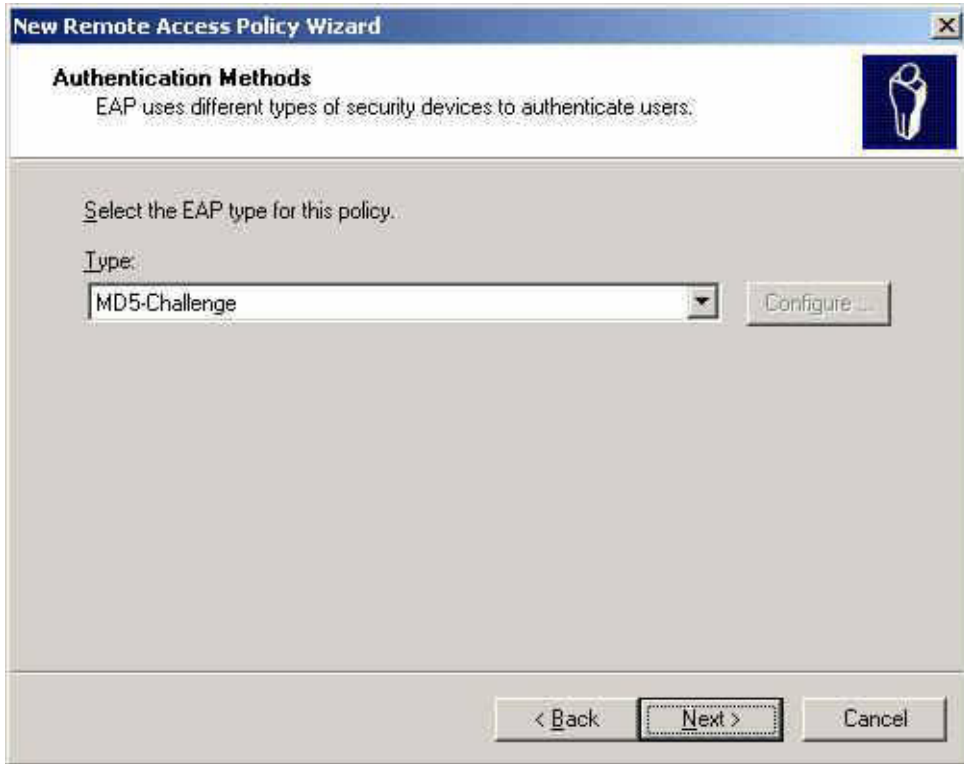 New Remote Access Policy Wizard
Authentication Methods
EAP uses different types of security devices to authenticate users.
Select the EAP type for this policy.
Type:
MD5-Challenge
Configure ...
< Back
Next >
Cancel